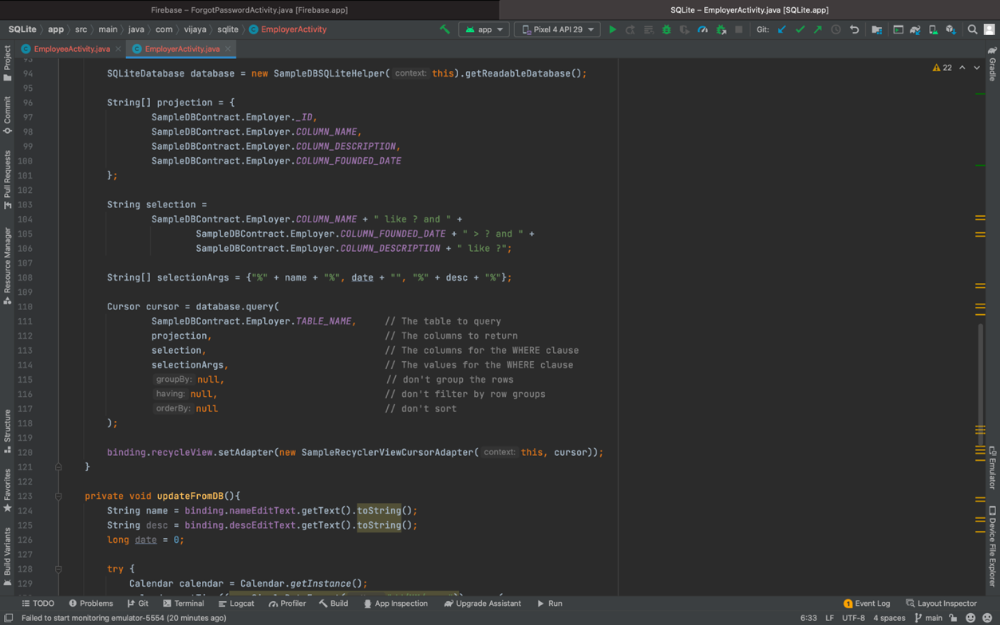 Firebase – ForgotPasswordActivity.java [Firebase.app]
SQLite – EmployerActivity.java [SQLite.app]
SQLite › app › src › main › java › com › vijaya › sqlite › EmployerActivity
app
Pixel 4 API 29
Git:
EmployeeActivity.java
EmployerActivity.java
22
Project
Commit
Pull Requests
Resource Manager
Structure
Favorites
Build Variants
93
94 SQLiteDatabase database = new SampleDBSQLiteHelper( context: this).getReadableDatabase();
95
96 String[] projection = {
97 SampleDBContract.Employer._ID,
98 SampleDBContract.Employer.COLUMN_NAME,
99 SampleDBContract.Employer.COLUMN_DESCRIPTION,
100 SampleDBContract.Employer.COLUMN_FOUNDED_DATE
101 };
102
103 String selection =
104 SampleDBContract.Employer.COLUMN_NAME + " like ? and " +
105 SampleDBContract.Employer.COLUMN_FOUNDED_DATE + " > ? and " +
106 SampleDBContract.Employer.COLUMN_DESCRIPTION + " like ?";
107
108 String[] selectionArgs = {"%" + name + "%", date + "", "%" + desc + "%"};
109
110 Cursor cursor = database.query(
111 SampleDBContract.Employer.TABLE_NAME, // The table to query
112 projection, // The columns to return
113 selection, // The columns for the WHERE clause
114 selectionArgs, // The values for the WHERE clause
115 groupBy: null, // don't group the rows
116 having: null, // don't filter by row groups
117 orderBy: null // don't sort
118 );
119
120 binding.recycleView.setAdapter(new SampleRecyclerViewCursorAdapter( context: this, cursor));
121 }
122
123 private void updateFromDB(){
124 String name = binding.nameEditText.getText().toString();
125 String desc = binding.descEditText.getText().toString();
126 long date = 0;
127
128 try {
129 Calendar calendar = Calendar.getInstance();
Gradle
Emulator
Device File Explorer
TODO Problems Git Terminal Logcat Profiler Build App Inspection Upgrade Assistant Run
1 Event Log Layout Inspector
Failed to start monitoring emulator-5554 (20 minutes ago)
6:33 LF UTF-8 4 spaces main